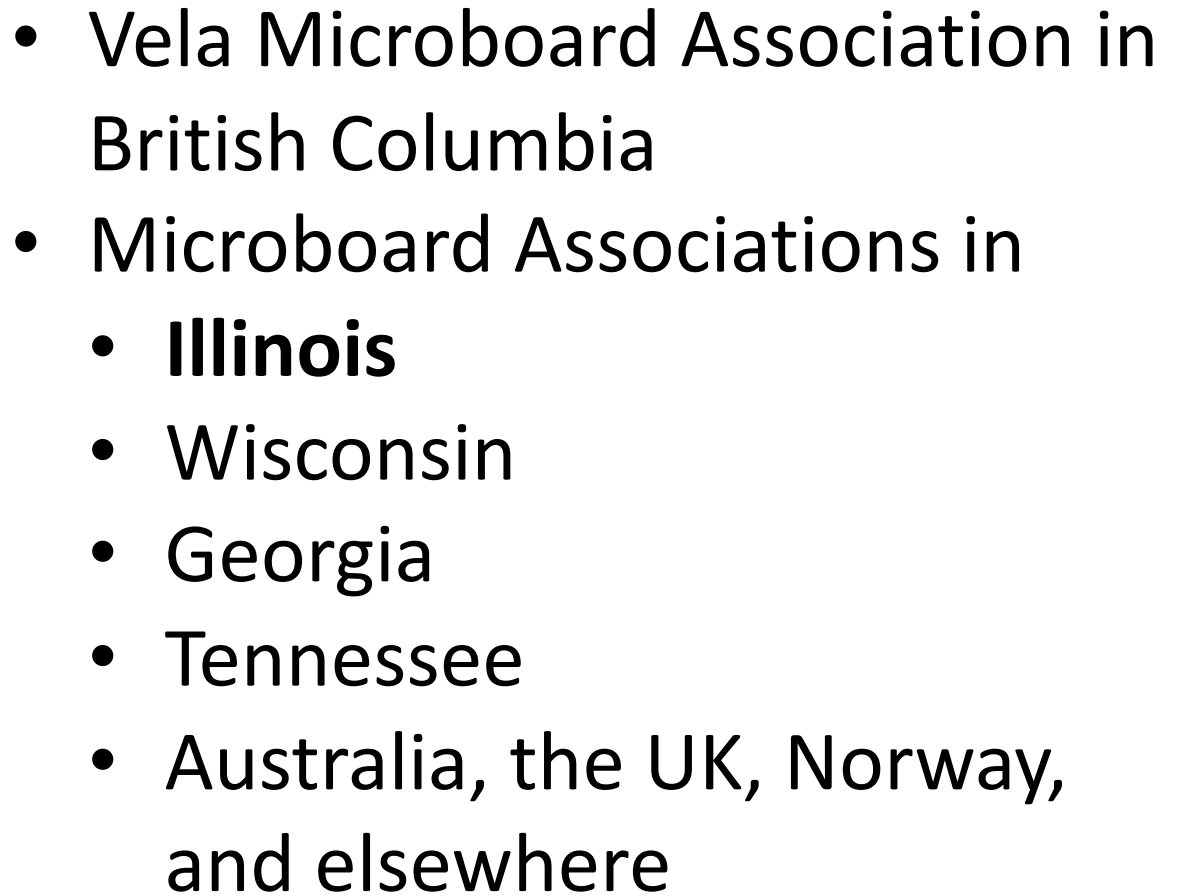 • Vela Microboard Association in
British Columbia
• Microboard Associations in
• Illinois
• Wisconsin
• Georgia
• Tennessee
• Australia, the UK, Norway,
and elsewhere